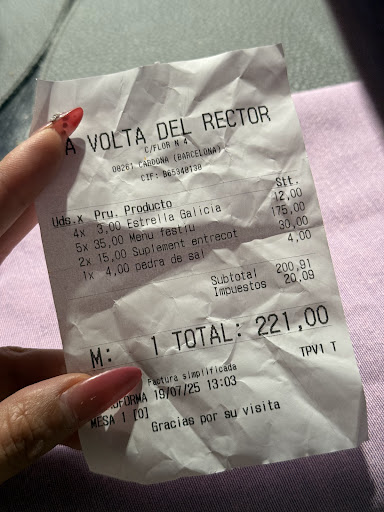 A VOLTA DEL RECTOR
C/FLOR N 4
08261 CARDONA (BARCELONA)
CIF: B65340138
Uds.x Pru. Producto Stt.
4x 3,00 Estrella Galicia 12,00
5x 35,00 Menu festiu 175,00
2x 15,00 Suplement entrecot 30,00
1x 4,00 pedra de sal 4,00
Subtotal 200,91
Impuestos 20,09
M: 1 TOTAL: 221,00
Factura simplificada
19/07/25 13:03 TPV1 T
MESA 1 [0]
Gracias por su visita